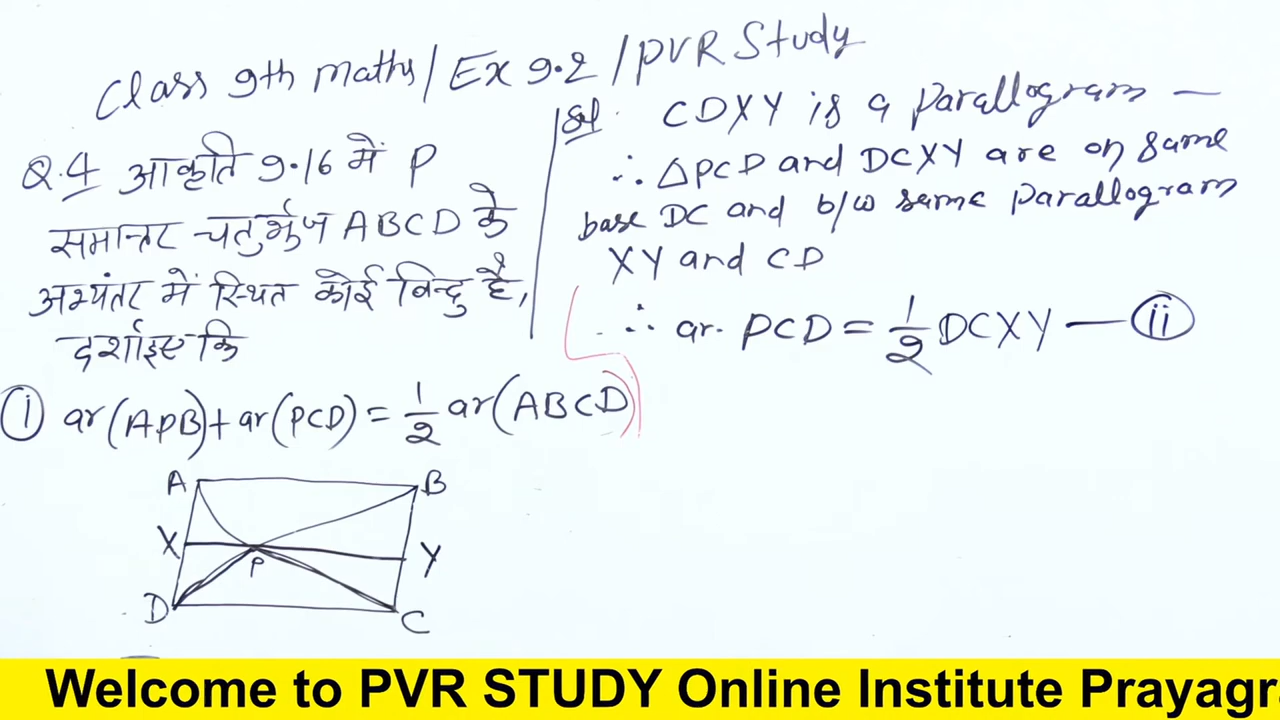 Class 9th maths/Ex 9.2/PVR Study
Q.4 आकृति 9.16 में P
समान्तर चतुर्भुज ABCD के
अभ्यंतर में स्थित कोई बिन्दु है,
दर्शाइए कि
① ar(APB)+ar(PCD)=1/2 ar(ABCD)
A B
X P Y
D C
Sol. CDXY is a parallogram —
∴ △PCD and DCXY are on same
base DC and b/w same parallogram
XY and CD
∴ ar. PCD = 1/2 DCXY — ⓘⓘ
Welcome to PVR STUDY Online Institute Prayagra